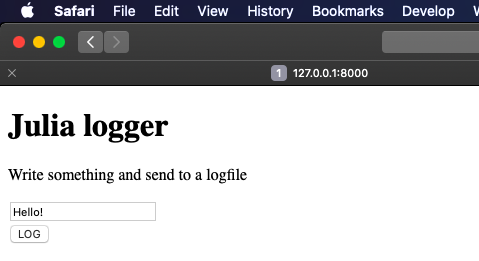 Safari File Edit View History Bookmarks Develop
1 127.0.0.1:8000
Julia logger
Write something and send to a logfile
Hello!
LOG